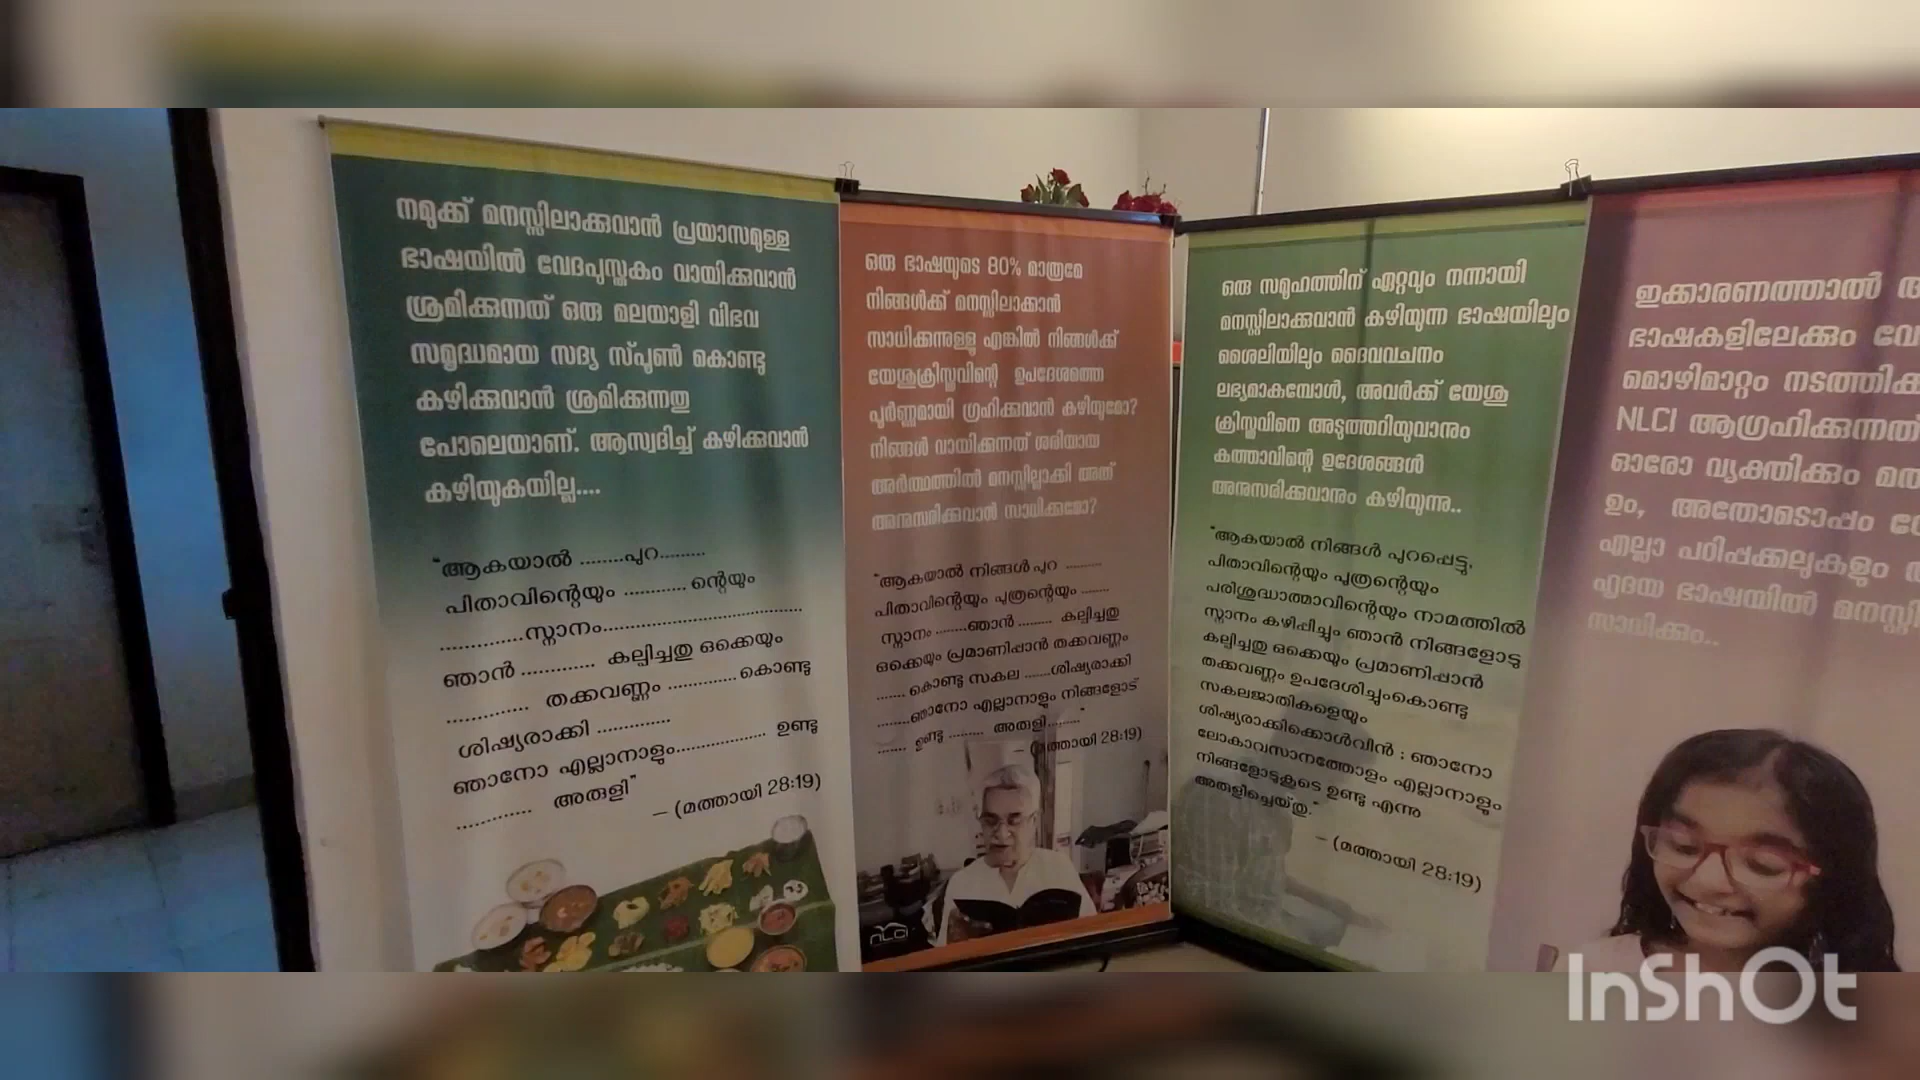 നമുക്ക് മനസ്സിലാക്കുവാൻ പ്രയാസമുള്ള
ഭാഷയിൽ വേദപുസ്തകം വായിക്കുവാൻ
ശ്രമിക്കുന്നത് ഒരു മലയാളി വിഭവ
സമൃദ്ധമായ സദ്യ സ്പൂൺ കൊണ്ടു
കഴിക്കുവാൻ ശ്രമിക്കുന്നതു
പോലെയാണ്. ആസ്വദിച്ച് കഴിക്കുവാൻ
കഴിയുകയില്ല....
"ആകയാൽ ........പുറ.........
പിതാവിന്റെയും ............ ന്റെയും
............സ്നാനം......................................
ഞാൻ ............. കല്പിച്ചതു ഒക്കെയും
.............. തക്കവണ്ണം .............കൊണ്ടു
ശിഷ്യരാക്കി .............
ഞാനോ എല്ലാനാളും................. ഉണ്ടു
............. അരുളി"
– (മത്തായി 28:19)
ഒരു ഭാഷയുടെ 80% മാത്രമേ
നിങ്ങൾക്ക് മനസ്സിലാക്കാൻ
സാധിക്കുന്നുള്ളൂ എങ്കിൽ നിങ്ങൾക്ക്
യേശുക്രിസ്തുവിന്റെ ഉപദേശത്തെ
പൂർണ്ണമായി ഗ്രഹിക്കുവാൻ കഴിയുമോ?
നിങ്ങൾ വായിക്കുന്നത് ശരിയായ
അർത്ഥത്തിൽ മനസ്സിലാക്കി അത്
അനുസരിക്കുവാൻ സാധിക്കുമോ?
"ആകയാൽ നിങ്ങൾ പുറ .........
പിതാവിന്റെയും പുത്രന്റെയും .......
സ്നാനം ........ഞാൻ ......... കല്പിച്ചതു
ഒക്കെയും പ്രമാണിപ്പാൻ തക്കവണ്ണം
....... കൊണ്ടു സകല .......ശിഷ്യരാക്കി
........ഞാനോ എല്ലാനാളും നിങ്ങളോട്
....... ഉണ്ടു ......... അരുളി........"
– (മത്തായി 28:19)
NLCI
ഒരു സമൂഹത്തിന് ഏറ്റവും നന്നായി
മനസ്സിലാക്കുവാൻ കഴിയുന്ന ഭാഷയിലും
ശൈലിയിലും ദൈവവചനം
ലഭ്യമാകുമ്പോൾ, അവർക്ക് യേശു
ക്രിസ്തുവിനെ അടുത്തറിയുവാനും
കത്താവിന്റെ ഉദേശങ്ങൾ
അനുസരിക്കുവാനും കഴിയുന്നു..
"ആകയാൽ നിങ്ങൾ പുറപ്പെട്ടു,
പിതാവിന്റെയും പുത്രന്റെയും
പരിശുദ്ധാത്മാവിന്റെയും നാമത്തിൽ
സ്നാനം കഴിപ്പിച്ചും ഞാൻ നിങ്ങളോടു
കല്പിച്ചതു ഒക്കെയും പ്രമാണിപ്പാൻ
തക്കവണ്ണം ഉപദേശിച്ചുംകൊണ്ടു
സകലജാതികളെയും
ശിഷ്യരാക്കിക്കൊൾവിൻ : ഞാനോ
ലോകാവസാനത്തോളം എല്ലാനാളും
നിങ്ങളോടുകൂടെ ഉണ്ടു എന്നു
അരുളിച്ചെയ്തു."
– (മത്തായി 28:19)
ഇക്കാരണത്താൽ
ഭാഷകളിലേക്കും
മൊഴിമാറ്റം
NLCI ആഗ്രഹിക്കുന്നത്
ഓരോ വ്യക്തിക്കും
ഉം, അതോടൊപ്പം
എല്ലാ പഠിപ്പക്കലുകളും
ഹൃദയ ഭാഷയിൽ
സാധിക്കും..
InShOt